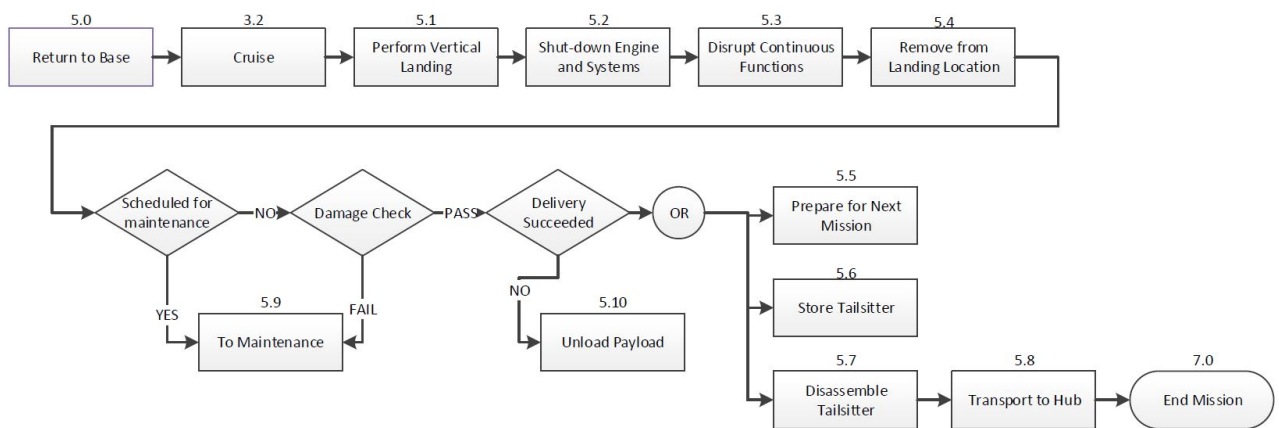 5.0
Return to Base
3.2
Cruise
5.1
Perform Vertical
Landing
5.2
Shut-down Engine
and Systems
5.3
Disrupt Continuous
Functions
5.4
Remove from
Landing Location
Scheduled for
maintenance
NO
Damage Check
PASS
Delivery
Succeeded
OR
5.5
Prepare for Next
Mission
5.6
Store Tailsitter
YES
5.9
To Maintenance
FAIL
NO
5.10
Unload Payload
5.7
Disassemble
Tailsitter
5.8
Transport to Hub
7.0
End Mission